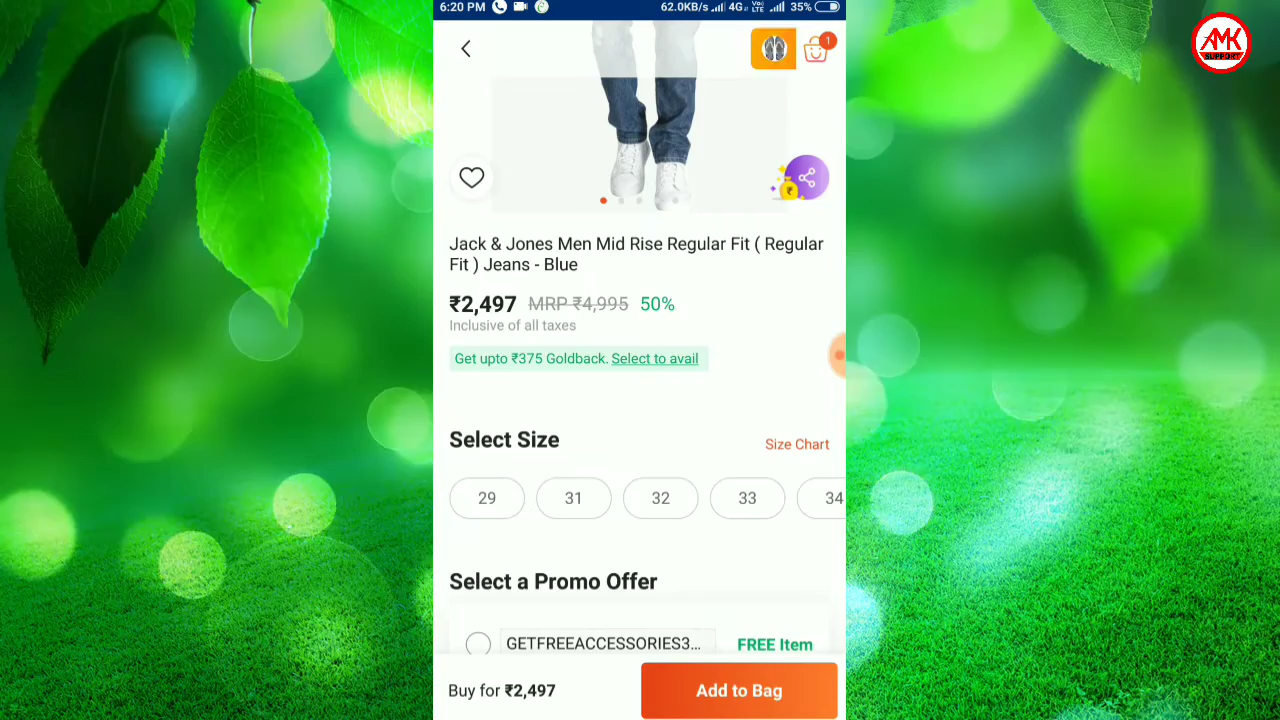 6:20 PM 62.0KB/s 4G Vo) LTE 35%
AMK
SUPPORT
1
Jack & Jones Men Mid Rise Regular Fit ( Regular
Fit ) Jeans - Blue
₹2,497 MRP ₹4,995 50%
Inclusive of all taxes
Get upto ₹375 Goldback. Select to avail
Select Size
Size Chart
29 31 32 33 34
Select a Promo Offer
GETFREEACCESSORIES3... FREE Item
Buy for ₹2,497 Add to Bag